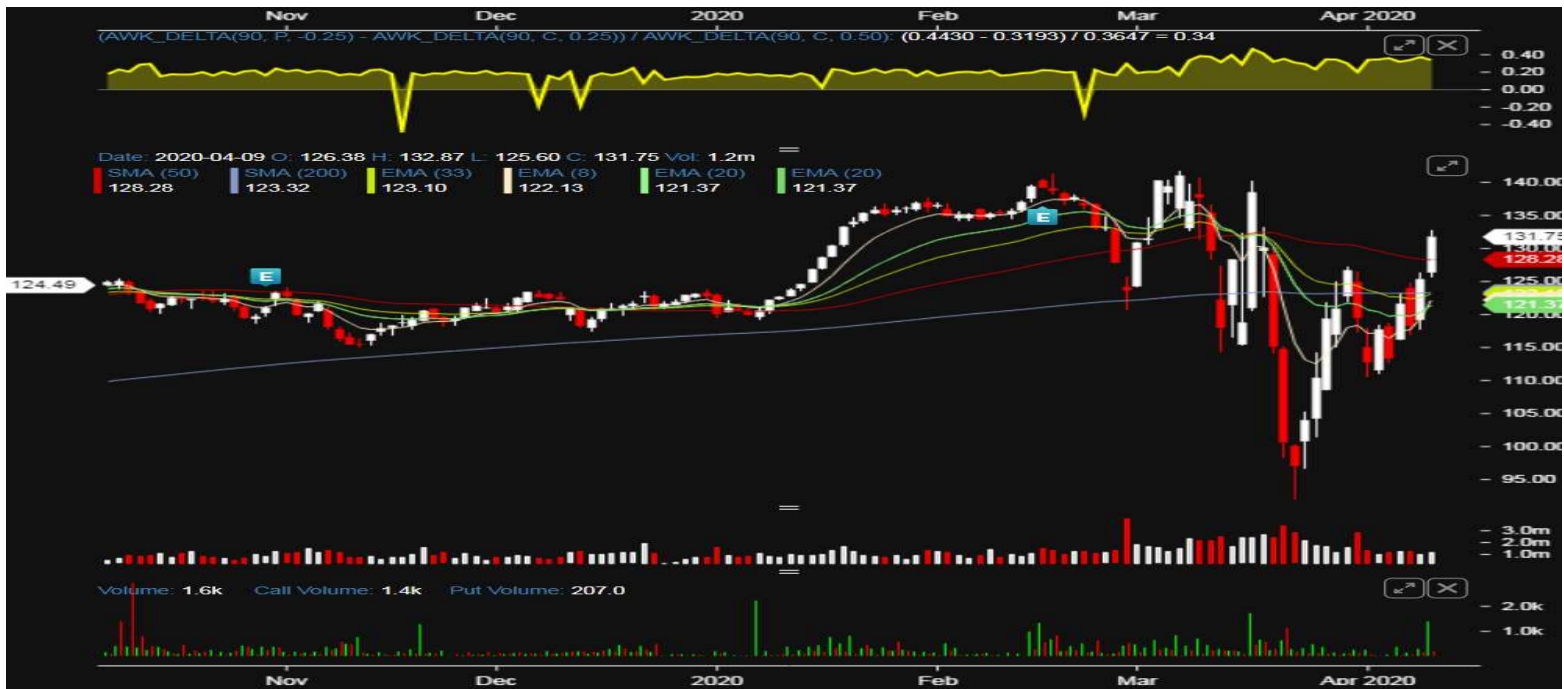 Nov Dec 2020 Feb Mar Apr 2020
(AWK_DELTA(90, P, -0.25) - AWK_DELTA(90, C, 0.25)) / AWK_DELTA(90, C, 0.50): (0.4430 - 0.3193) / 0.3647 = 0.34
0.40
0.20
0.00
-0.20
-0.40
Date: 2020-04-09 O: 126.38 H: 132.87 L: 125.60 C: 131.75 Vol: 1.2m
SMA (50) SMA (200) EMA (33) EMA (8) EMA (20) EMA (20)
128.28 123.32 123.10 122.13 121.37 121.37
140.00
135.00
E
E
131.75
130.00
128.28
124.49
125.00
121.37
120.00
115.00
110.00
105.00
100.00
95.00
3.0m
2.0m
1.0m
Volume: 1.6k Call Volume: 1.4k Put Volume: 207.0
2.0k
1.0k
Nov Dec 2020 Feb Mar Apr 2020